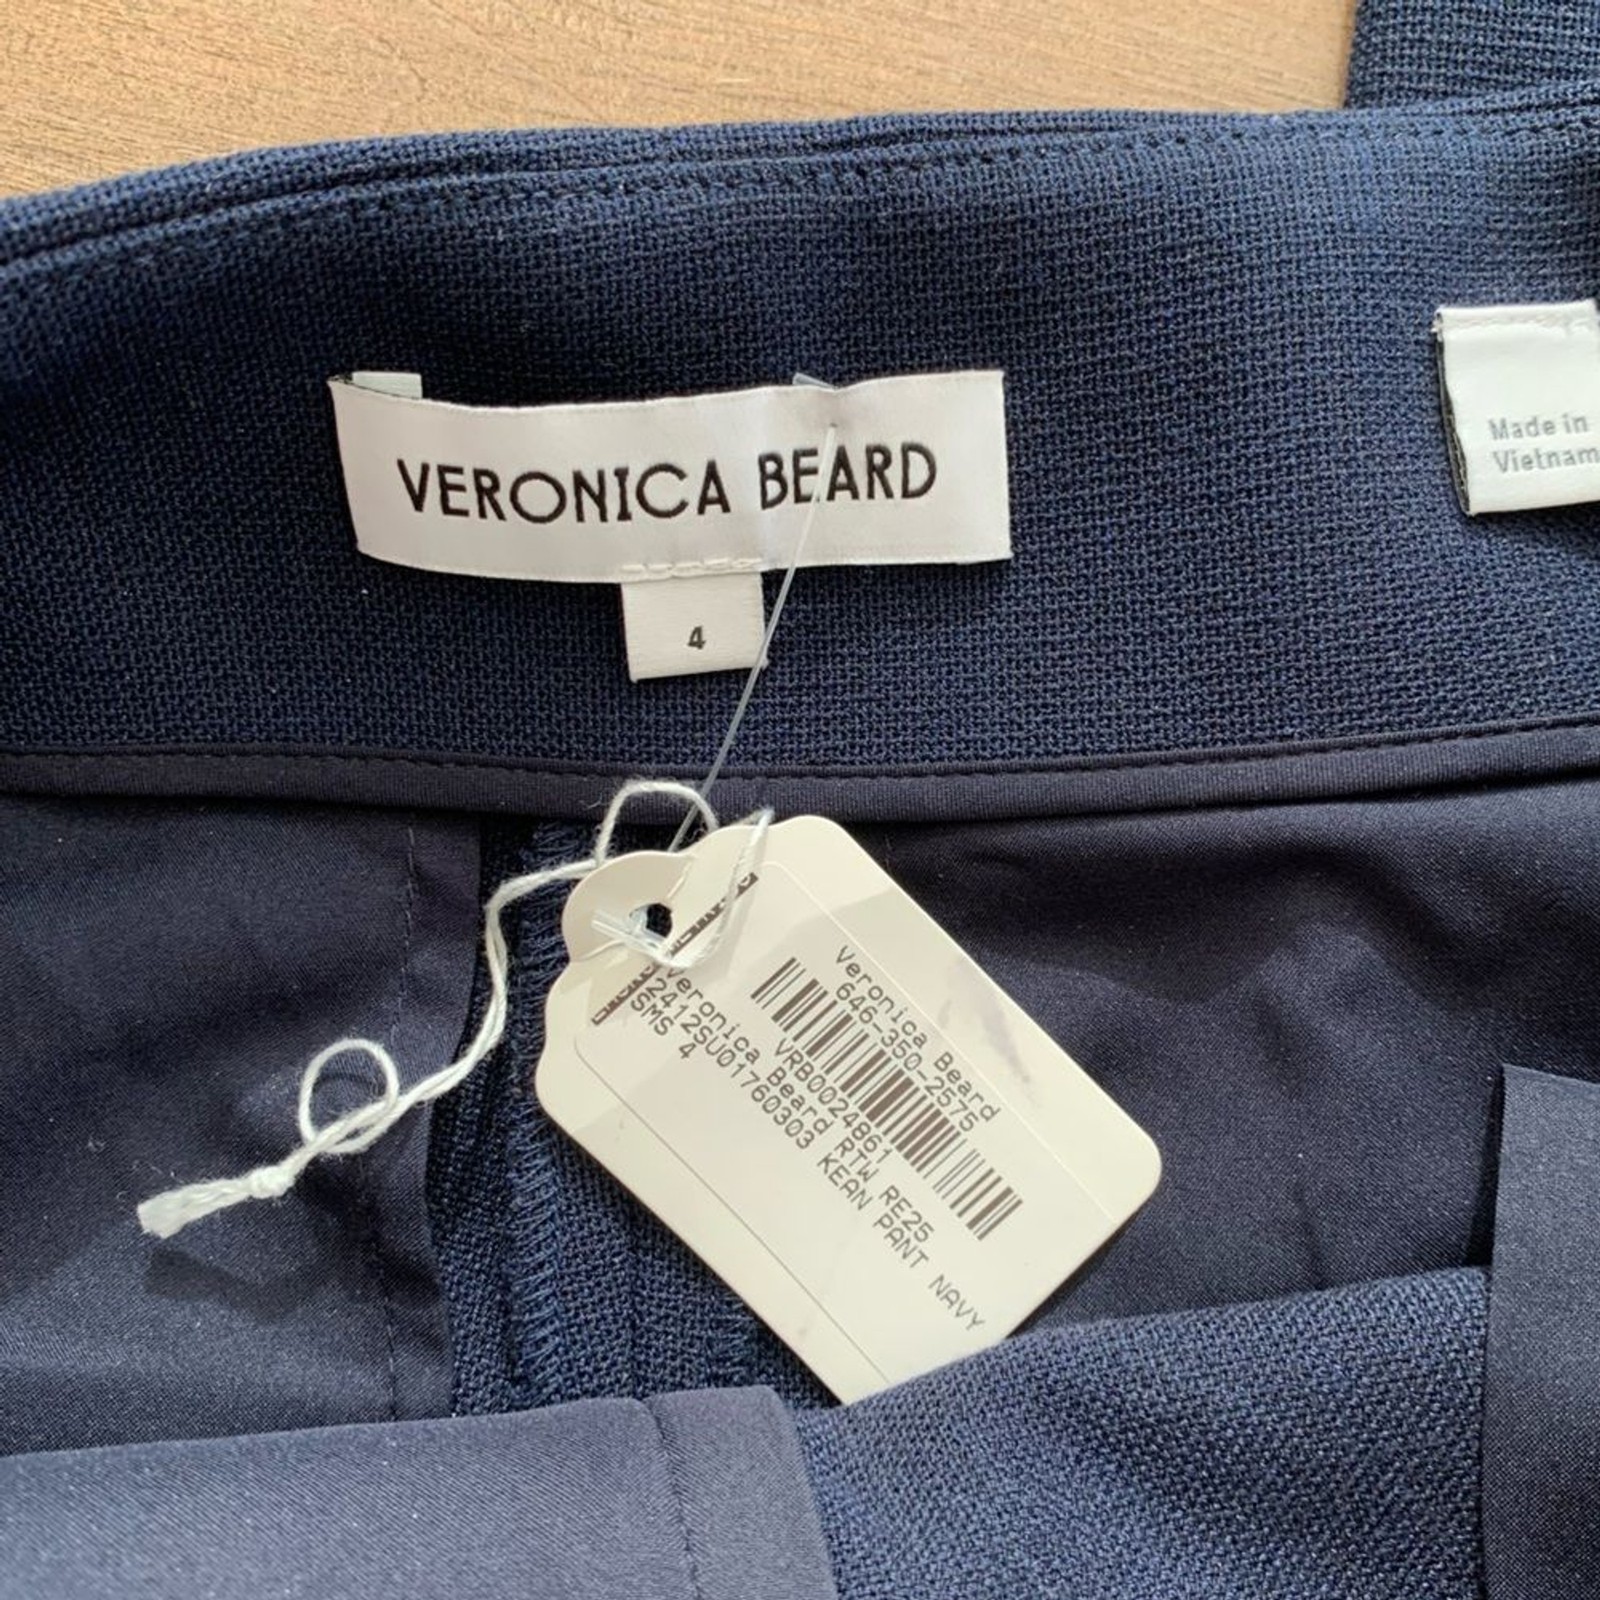 VERONICA BEARD
4
Made in
Vietnam
Veronica Beard
646-350-2575
VRB0024861
Veronica Beard RTW RE25
2412SU01760303 KEAN PANT NAVY
SMS 4